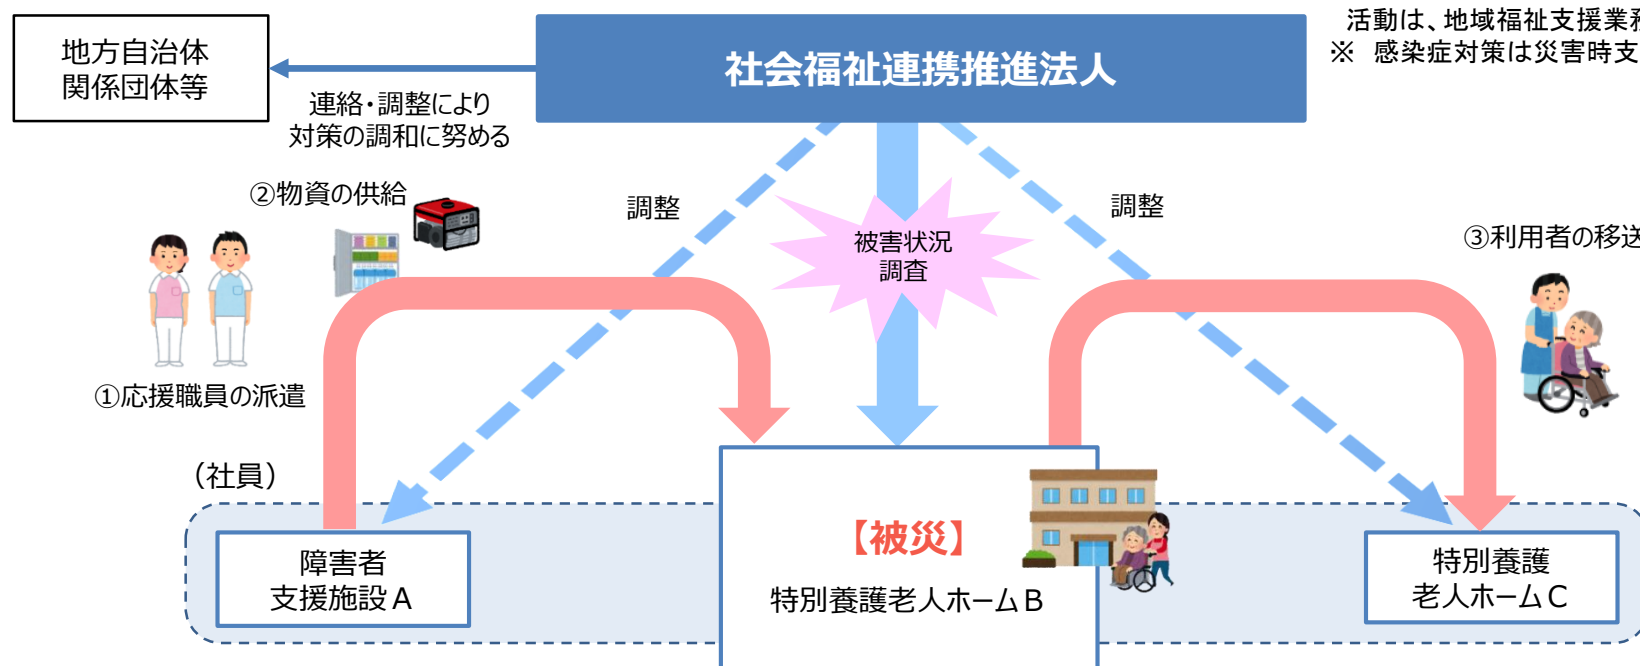 活動は、地域福祉支援業務
※ 感染症対策は災害時支
地方自治体
関係団体等
社会福祉連携推進法人
連絡・調整により
対策の調和に努める
②物資の供給
調整
調整
被害状況
調査
③利用者の移送
①応援職員の派遣
（社員）
障害者
支援施設Ａ
【被災】
特別養護老人ホームＢ
特別養護
老人ホームＣ